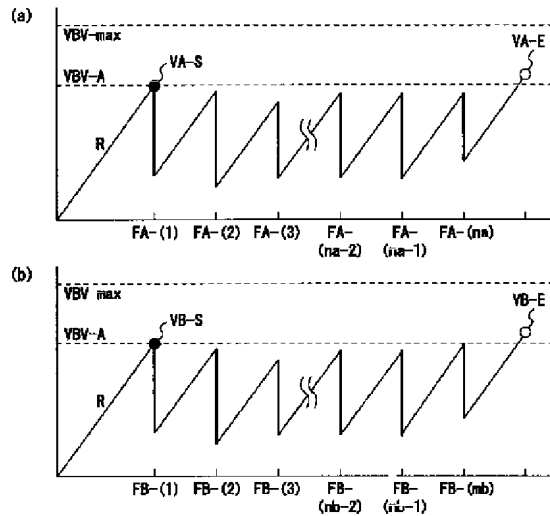 (a)
VBV-max
VA-S
VA-E
VBV-A
R
FA-(1) FA-(2) FA-(3) FA-(na-2) FA-(na-1) FA-(na)
(b)
VBV max
VB-S
VB-E
VBV-A
R
FB-(1) FB-(2) FB-(3) FB-(nb-2) FB-(nb-1) FB-(mb)